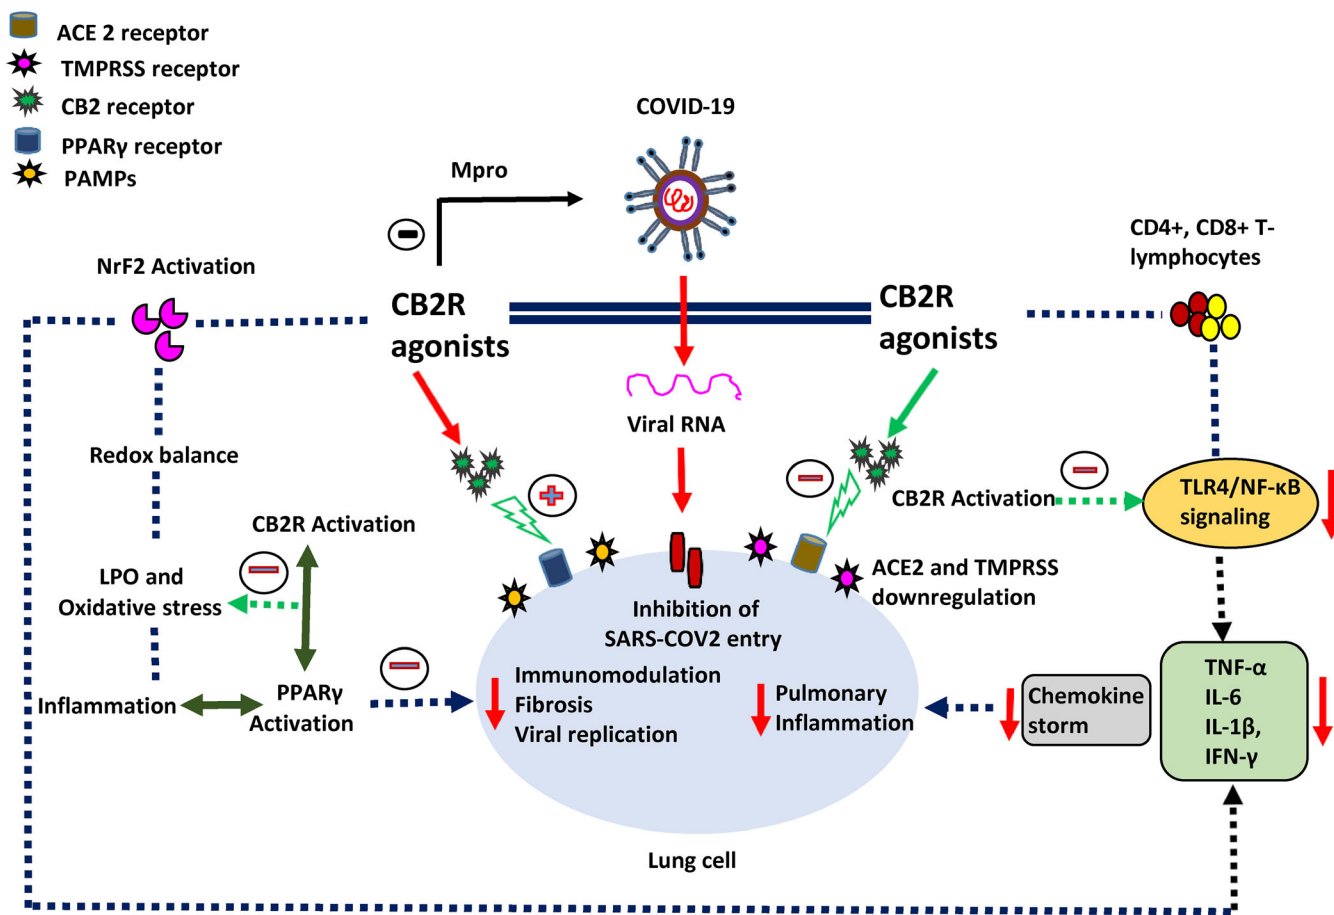 ACE 2 receptor
TMPRSS receptor
CB2 receptor
PPARγ receptor
PAMPs
COVID-19
Mpro
NrF2 Activation
CB2R
agonists
CB2R
agonists
CD4+, CD8+ T-
lymphocytes
Viral RNA
Redox balance
CB2R Activation
LPO and
Oxidative stress
Inflammation
PPARγ
Activation
CB2R Activation
TLR4/NF-κB
signaling
ACE2 and TMPRSS
downregulation
Inhibition of
SARS-COV2 entry
Immunomodulation
Fibrosis
Viral replication
Pulmonary
Inflammation
Chemokine
storm
TNF-α
IL-6
IL-1β,
IFN-γ
Lung cell